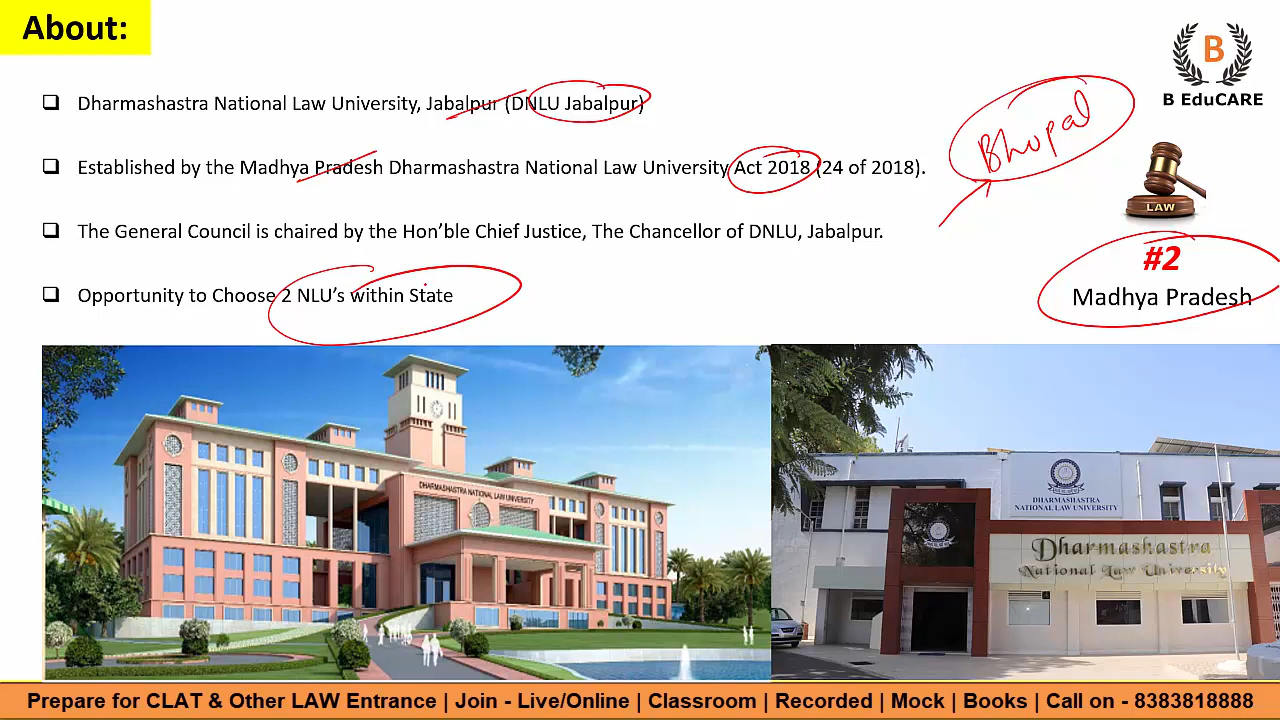 About:
B
B EduCARE
Dharmashastra National Law University, Jabalpur (DNLU Jabalpur)
Bhopal
Established by the Madhya Pradesh Dharmashastra National Law University Act 2018 (24 of 2018).
LAW
The General Council is chaired by the Hon’ble Chief Justice, The Chancellor of DNLU, Jabalpur.
#2
Madhya Pradesh
Opportunity to Choose 2 NLU’s within State
DHARMASHASTRA NATIONAL LAW UNIVERSITY
DHARMASHASTRA
NATIONAL LAW UNIVERSITY
Dharmashastra
National Law University
Prepare for CLAT & Other LAW Entrance | Join - Live/Online | Classroom | Recorded | Mock | Books | Call on - 8383818888